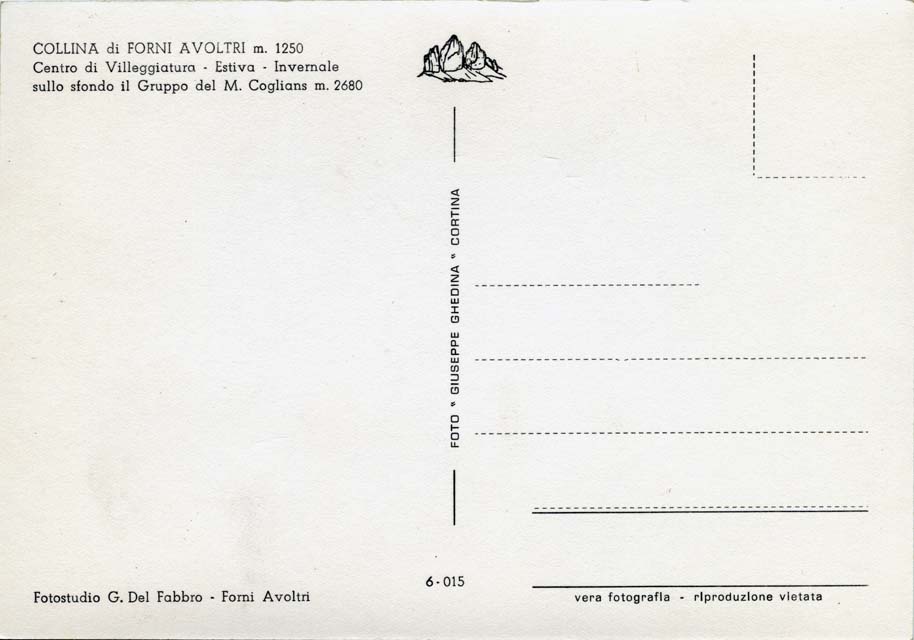 COLLINA di FORNI AVOLTRI m. 1250
Centro di Villeggiatura - Estiva - Invernale
sullo sfondo il Gruppo del M. Coglians m. 2680
FOTO " GIUSEPPE GHEDINA " CORTINA
6 - 015
Fotostudio G. Del Fabbro - Forni Avoltri
vera fotografia - riproduzione vietata